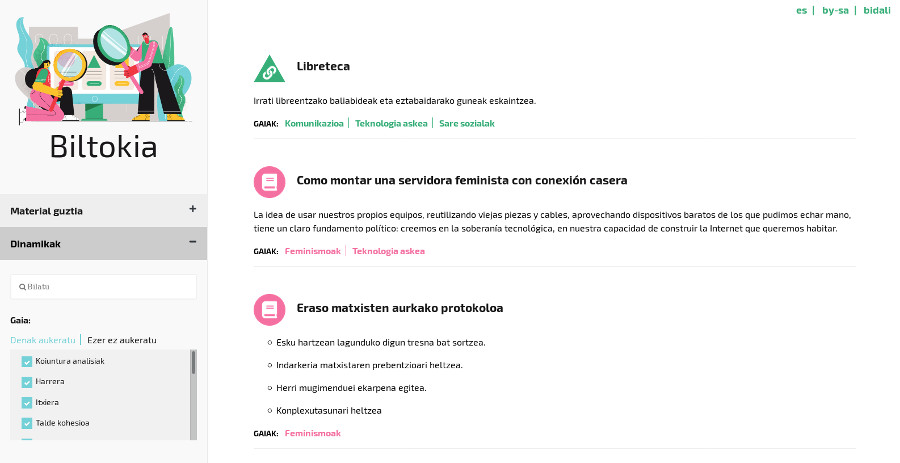 es | by-sa | bidali
Biltokia
Material guztia +
Dinamikak −
Bilatu
Gaia:
Denak aukeratu | Ezer ez aukeratu
Koiuntura analisiak
Harrera
Itxiera
Talde kohesioa
Libreteca
Irrati libreentzako baliabideak eta eztabaidarako guneak eskaintzea.
GAIAK: Komunikazioa | Teknologia askea | Sare sozialak
Como montar una servidora feminista con conexión casera
La idea de usar nuestros propios equipos, reutilizando viejas piezas y cables, aprovechando dispositivos baratos de los que pudimos echar mano,
tiene un claro fundamento político: creemos en la soberanía tecnológica, en nuestra capacidad de construir la Internet que queremos habitar.
GAIAK: Feminismoak | Teknologia askea
Eraso matxisten aurkako protokoloa
Esku hartzean lagunduko digun tresna bat sortzea.
Indarkeria matxistaren prebentzioari heltzea.
Herri mugimenduei ekarpena egitea.
Konplexutasunari heltzea
GAIAK: Feminismoak